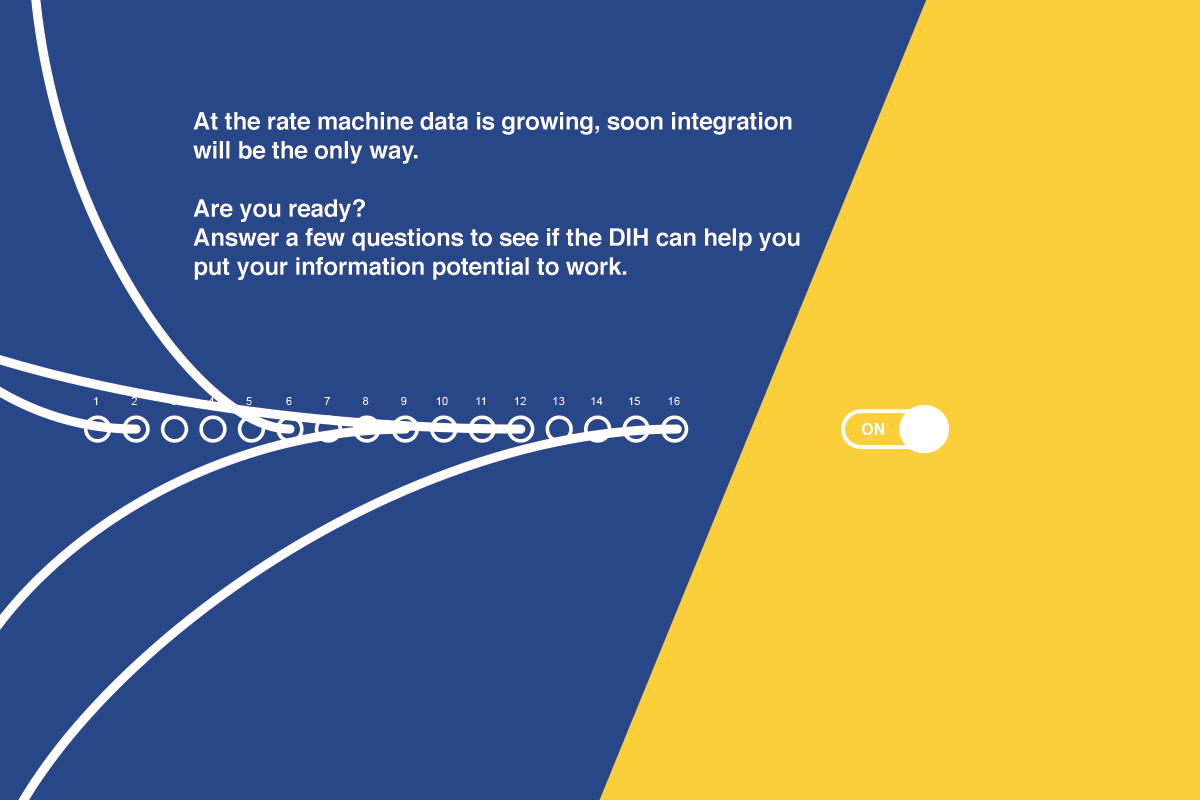 At the rate machine data is growing, soon integration
will be the only way.
Are you ready?
Answer a few questions to see if the DIH can help you
put your information potential to work.
1 2 5 6 7 8 9 10 11 12 13 14 15 16
ON